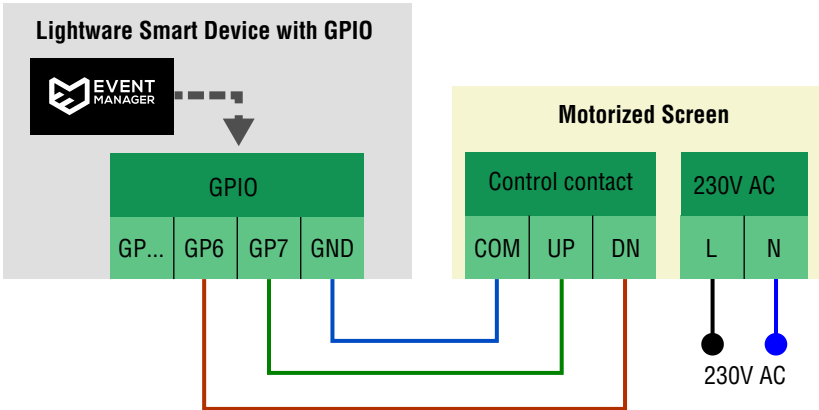 Lightware Smart Device with GPIO
EVENT
MANAGER
GPIO
GP... GP6 GP7 GND
Motorized Screen
Control contact
COM UP DN
230V AC
L N
230V AC